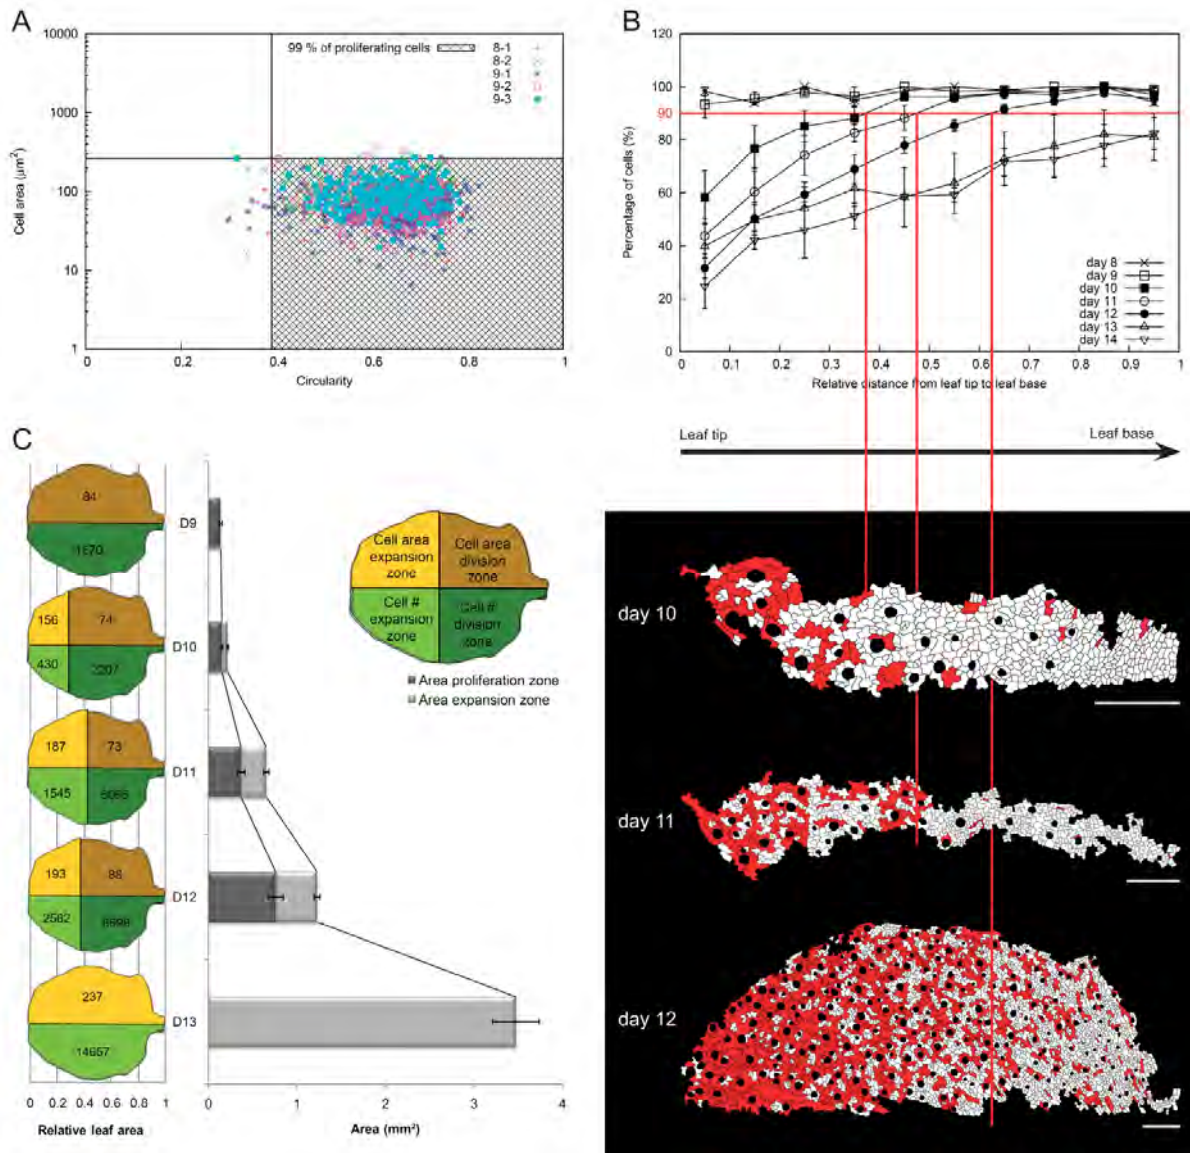 A
10000
1000
100
10
1
Cell area (µm²)
99 % of proliferating cells
8-1
8-2
9-1
9-2
9-3
0
0.2
0.4
0.6
0.8
1
Circularity
B
120
100
90
80
60
40
20
0
Percentage of cells (%)
day 8
day 9
day 10
day 11
day 12
day 13
day 14
0
0.1
0.2
0.3
0.4
0.5
0.6
0.7
0.8
0.9
1
Relative distance from leaf tip to leaf base
Leaf tip
Leaf base
day 10
day 11
day 12
C
84
1670
D9
156
74
430
2207
D10
187
73
1545
D11
193
88
2562
D12
237
14657
D13
Cell area expansion zone
Cell area division zone
Cell # expansion zone
Cell # division zone
Area proliferation zone
Area expansion zone
0 0.2 0.4 0.6 0.8 1
Relative leaf area
0 1 2 3 4
Area (mm²)